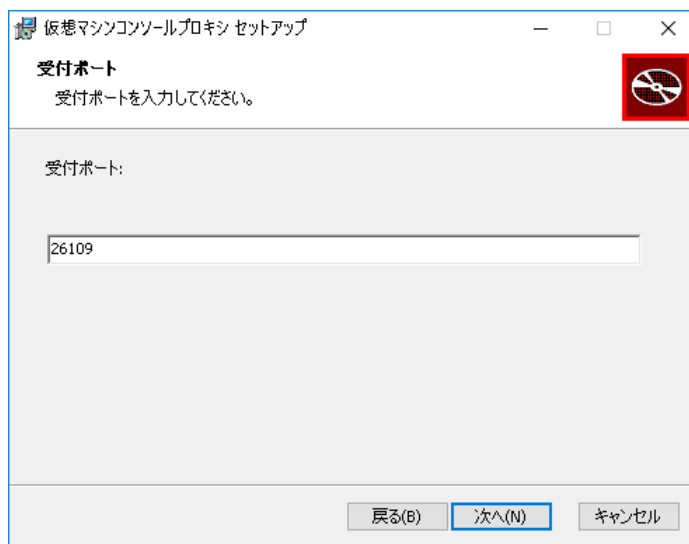 仮想マシンコンソールプロキシ セットアップ
受付ポート
受付ポートを入力してください。
受付ポート:
26109
戻る(B) 次へ(N) キャンセル